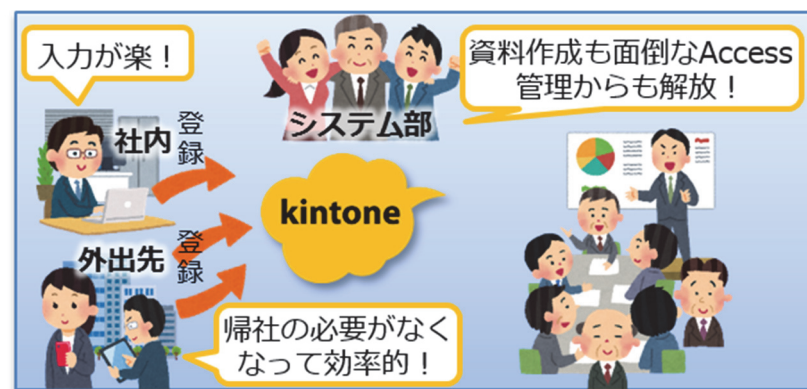 入力が楽！
資料作成も面倒なAccess
管理からも解放！
システム部
社内
登録
kintone
外出先
登録
帰社の必要がなく
なって効率的！